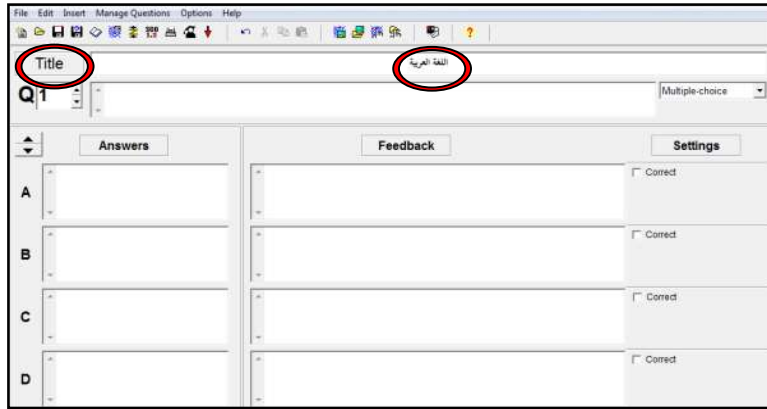 File Edit Insert Manage Questions Options Help
Title اللغة العربية
Q 1 Multiple-choice
Answers Feedback Settings
A Correct
B Correct
C Correct
D Correct